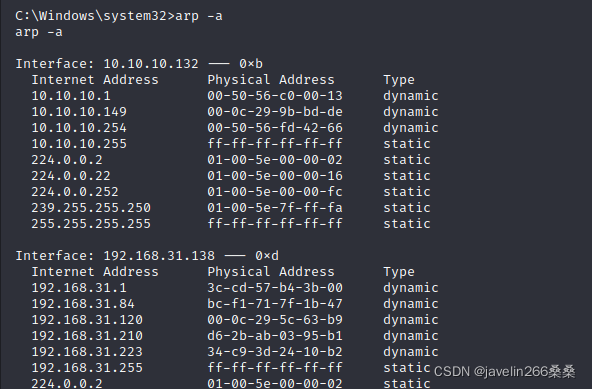 C:\Windows\system32>arp -a
arp -a
Interface: 10.10.10.132 --- 0×b
Internet Address Physical Address Type
10.10.10.1 00-50-56-c0-00-13 dynamic
10.10.10.149 00-0c-29-9b-bd-de dynamic
10.10.10.254 00-50-56-fd-42-66 dynamic
10.10.10.255 ff-ff-ff-ff-ff-ff static
224.0.0.2 01-00-5e-00-00-02 static
224.0.0.22 01-00-5e-00-00-16 static
224.0.0.252 01-00-5e-00-00-fc static
239.255.255.250 01-00-5e-7f-ff-fa static
255.255.255.255 ff-ff-ff-ff-ff-ff static
Interface: 192.168.31.138 --- 0×d
Internet Address Physical Address Type
192.168.31.1 3c-cd-57-b4-3b-00 dynamic
192.168.31.84 bc-f1-71-7f-1b-47 dynamic
192.168.31.120 00-0c-29-5c-63-b9 dynamic
192.168.31.210 d6-2b-ab-03-95-b1 dynamic
192.168.31.223 34-c9-3d-24-10-b2 dynamic
192.168.31.255 ff-ff-ff-ff-ff-ff static
224.0.0.2 01-00-5e-00-00-02 static
CSDN @javelin266桑桑